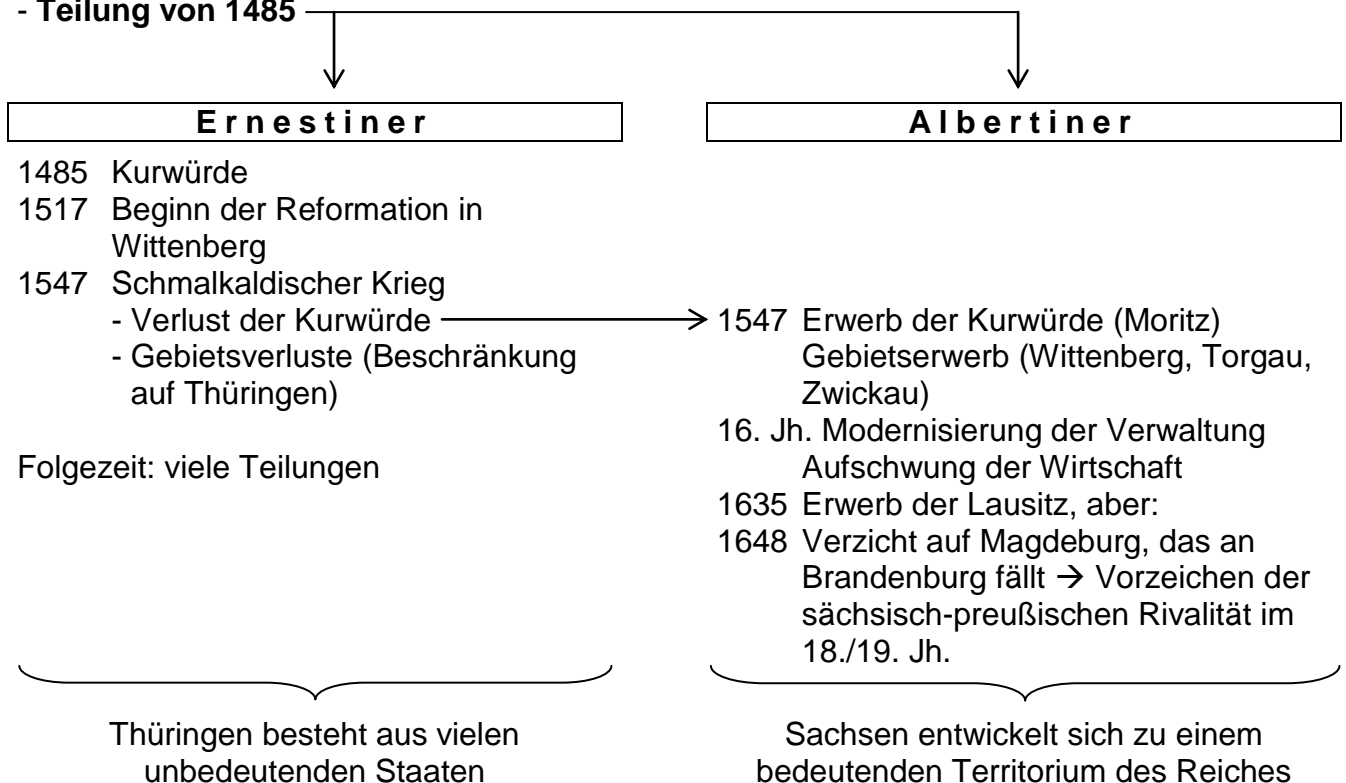 - Teilung von 1485
Ernestiner
1485 Kurwürde
1517 Beginn der Reformation in
Wittenberg
1547 Schmalkaldischer Krieg
- Verlust der Kurwürde
- Gebietsverluste (Beschränkung
auf Thüringen)
Folgezeit: viele Teilungen
Thüringen besteht aus vielen
unbedeutenden Staaten
Albertiner
1547 Erwerb der Kurwürde (Moritz)
Gebietserwerb (Wittenberg, Torgau,
Zwickau)
16. Jh. Modernisierung der Verwaltung
Aufschwung der Wirtschaft
1635 Erwerb der Lausitz, aber:
1648 Verzicht auf Magdeburg, das an
Brandenburg fällt → Vorzeichen der
sächsisch-preußischen Rivalität im
18./19. Jh.
Sachsen entwickelt sich zu einem
bedeutenden Territorium des Reiches